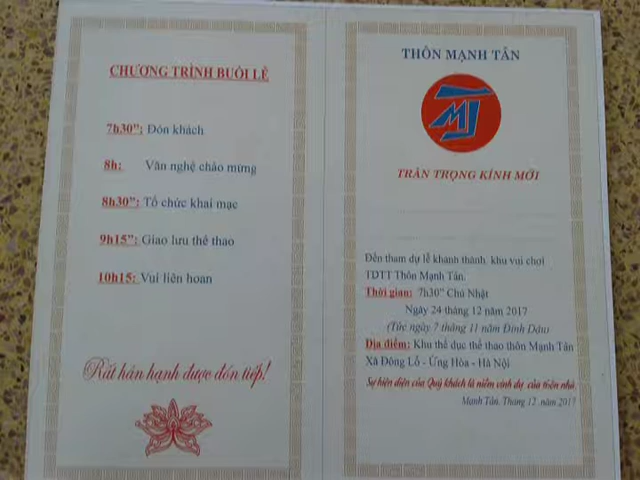 CHƯƠNG TRÌNH BUỔI LỄ
7h30": Đón khách
8h: Văn nghệ chào mừng
8h30": Tổ chức khai mạc
9h15": Giao lưu thể thao
10h15: Vui liên hoan
Rất hân hạnh được đón tiếp!
THÔN MẠNH TÂN
MT
TRÂN TRỌNG KÍNH MỜI
Đến tham dự lễ khanh thành khu vui chơi
TDTT Thôn Mạnh Tân.
Thời gian: 7h30" Chủ Nhật
Ngày 24 tháng 12 năm 2017
(Tức ngày 7 tháng 11 năm Đinh Dậu)
Địa điểm: Khu thể dục thể thao thôn Mạnh Tân
Xã Đông Lỗ - Ứng Hòa - Hà Nội
Sự hiện diện của Quý khách là niềm vinh dự của thôn nhà
Mạnh Tân. Tháng 12 .năm 2017